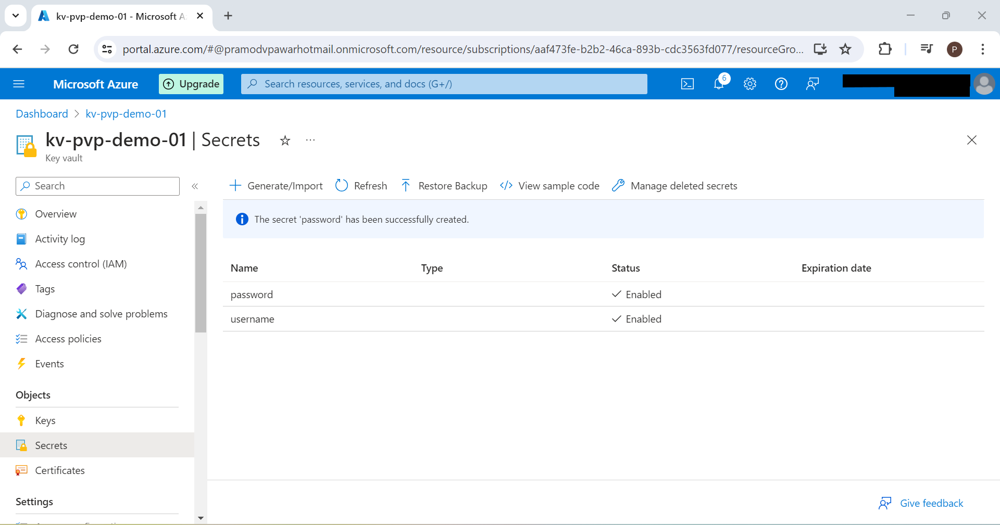 kv-pvp-demo-01 - Microsoft A
portal.azure.com/#@pramodvpawarhotmail.onmicrosoft.com/resource/subscriptions/aaf473fe-b2b2-46ca-893b-cdc3563fd077/resourceGro...
P
Microsoft Azure
Upgrade
Search resources, services, and docs (G+/)
6
Dashboard > kv-pvp-demo-01
kv-pvp-demo-01 | Secrets
Key vault
Search
Generate/Import
Refresh
Restore Backup
View sample code
Manage deleted secrets
Overview
Activity log
Access control (IAM)
Tags
Diagnose and solve problems
Access policies
Events
Objects
Keys
Secrets
Certificates
Settings
The secret 'password' has been successfully created.
Name Type Status Expiration date
password Enabled
username Enabled
Give feedback